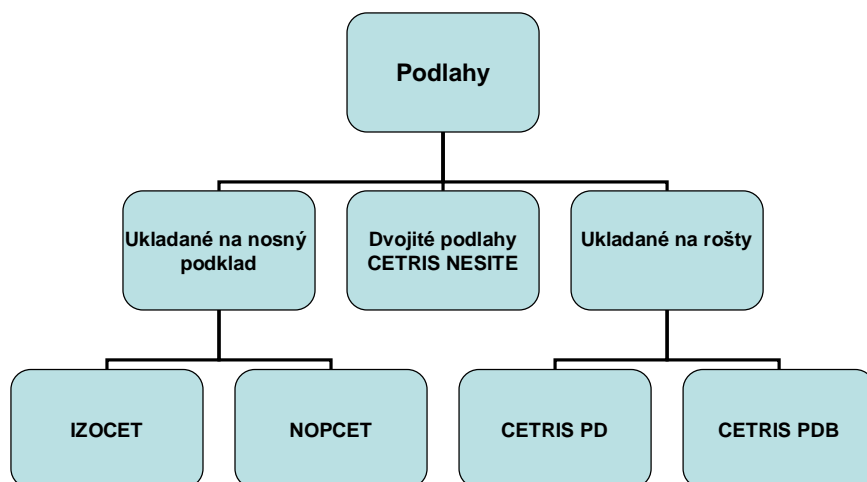 Podlahy
Ukladané na nosný
podklad
Dvojité podlahy
CETRIS NESITE
Ukladané na rošty
IZOCET
NOPCET
CETRIS PD
CETRIS PDB